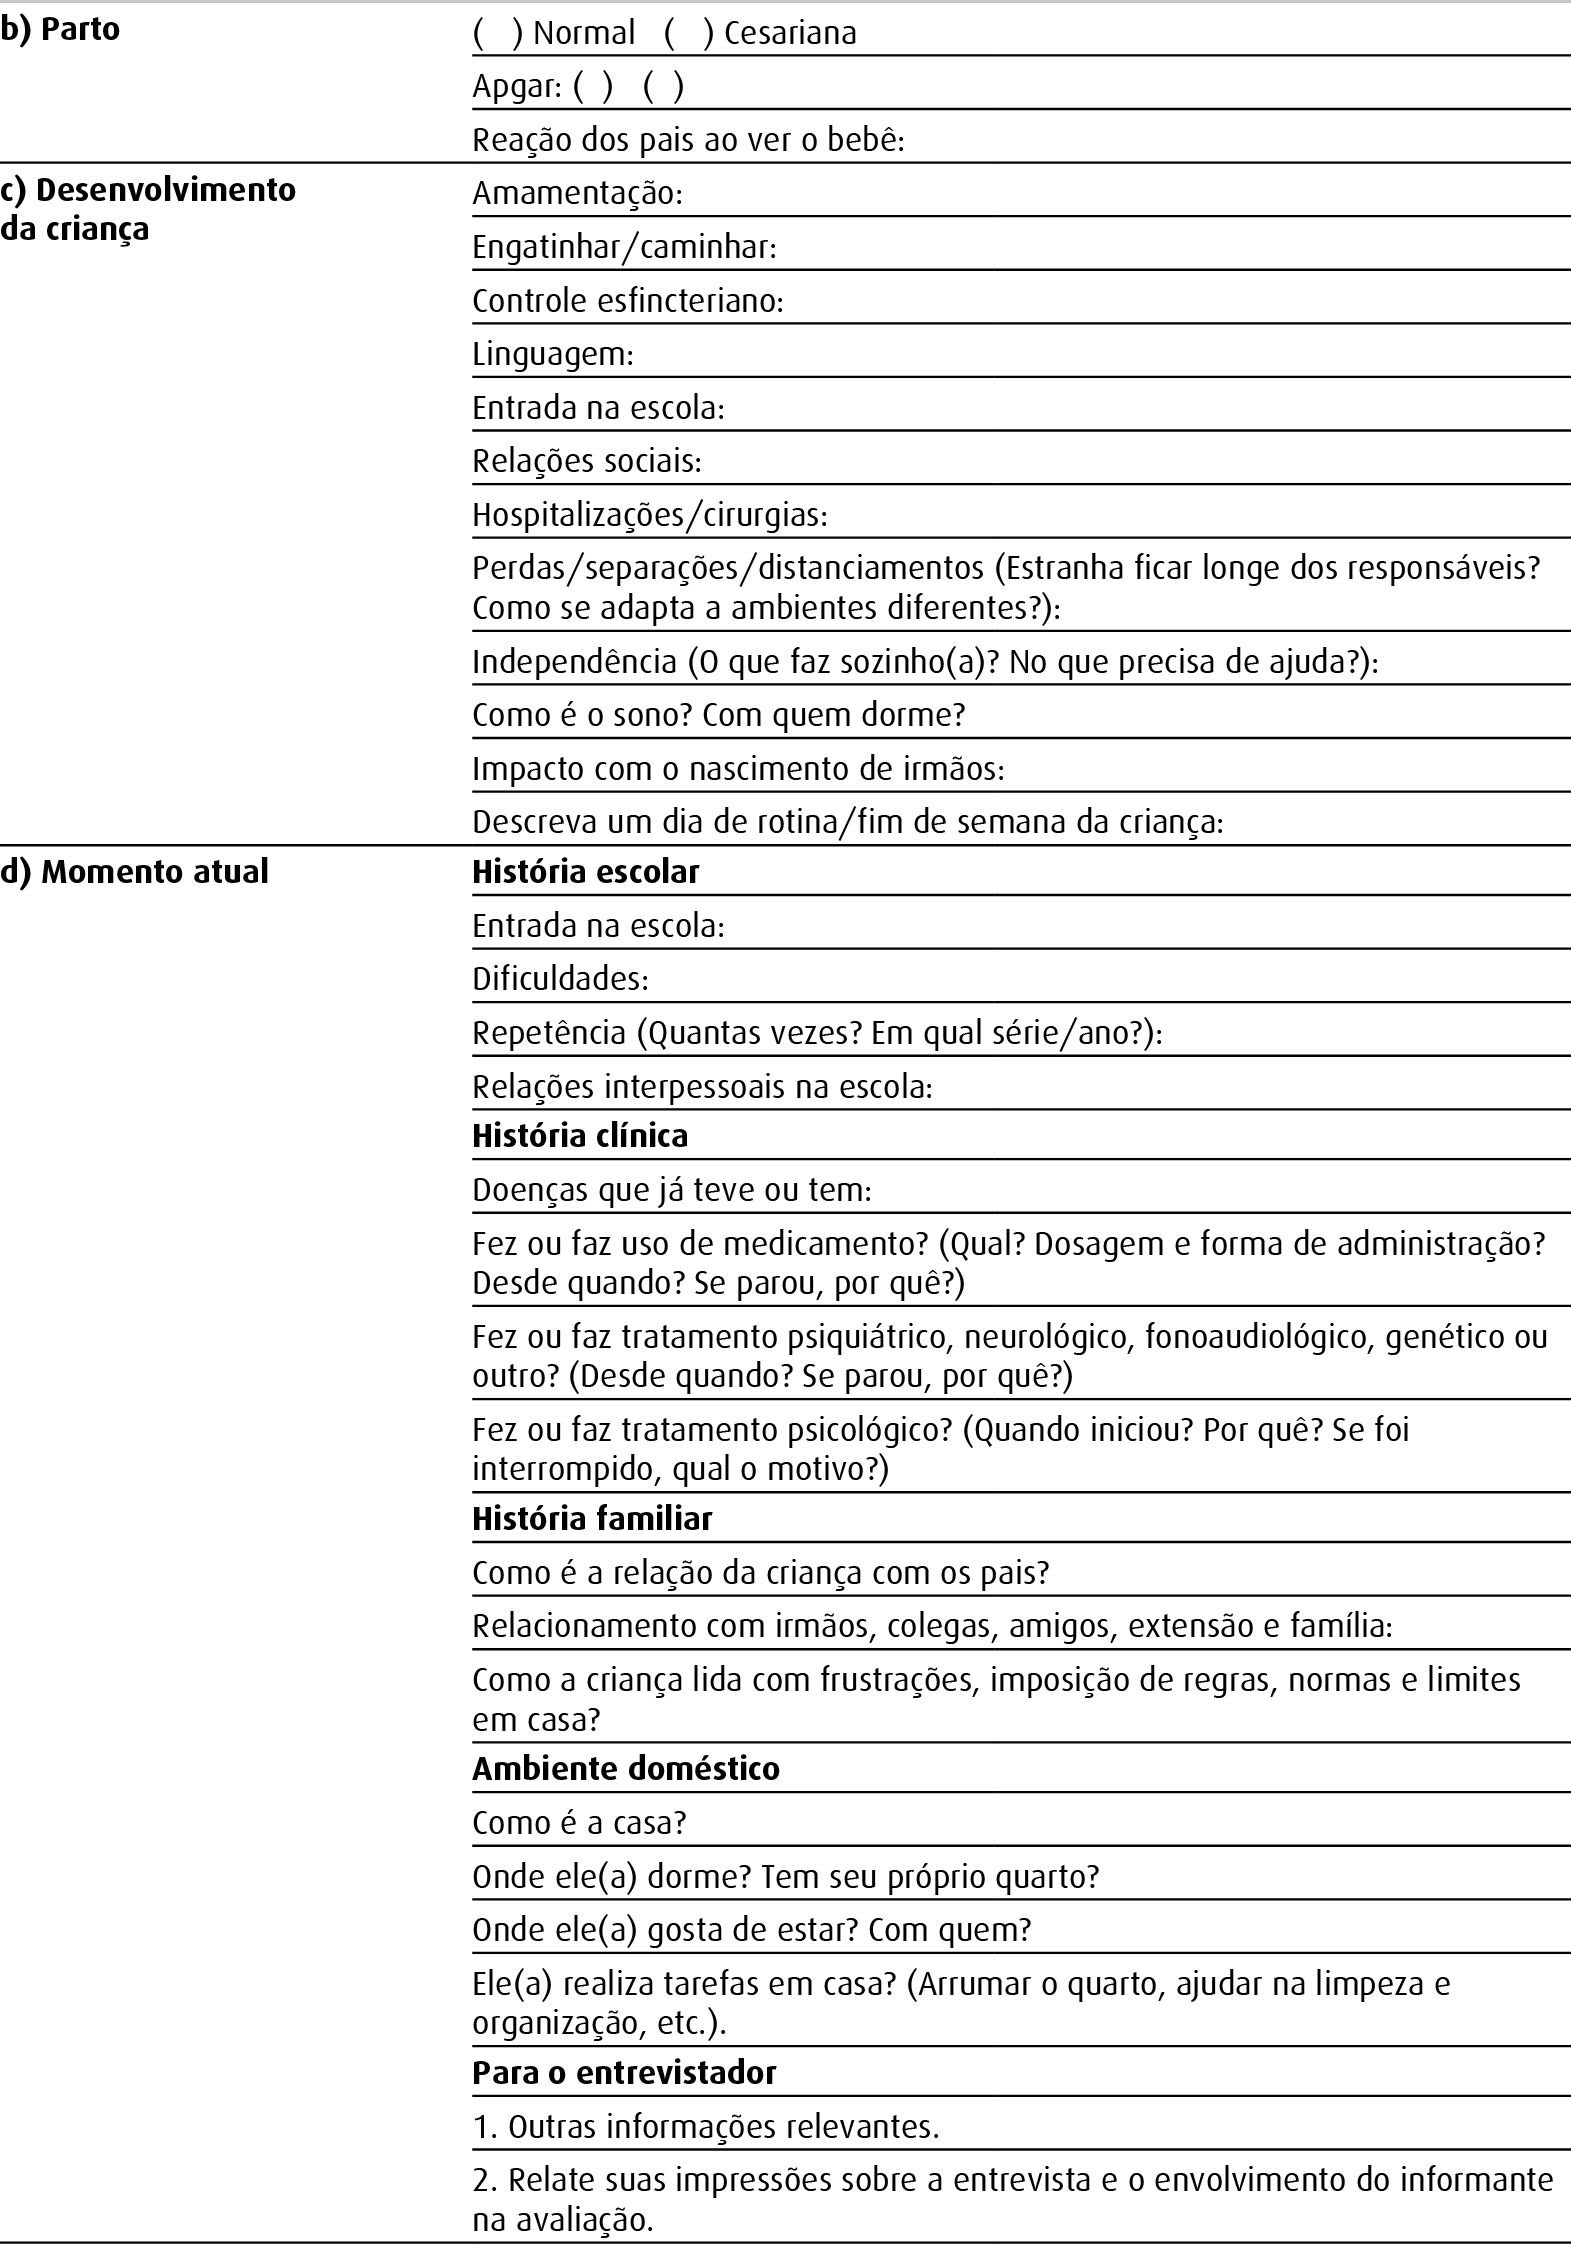 b) Parto
(   ) Normal   (   ) Cesariana
Apgar: (  )   (  )
Reação dos pais ao ver o bebê:
c) Desenvolvimento
da criança
Amamentação:
Engatinhar/caminhar:
Controle esfincteriano:
Linguagem:
Entrada na escola:
Relações sociais:
Hospitalizações/cirurgias:
Perdas/separações/distanciamentos (Estranha ficar longe dos responsáveis?
Como se adapta a ambientes diferentes?):
Independência (O que faz sozinho(a)? No que precisa de ajuda?):
Como é o sono? Com quem dorme?
Impacto com o nascimento de irmãos:
Descreva um dia de rotina/fim de semana da criança:
d) Momento atual
História escolar
Entrada na escola:
Dificuldades:
Repetência (Quantas vezes? Em qual série/ano?):
Relações interpessoais na escola:
História clínica
Doenças que já teve ou tem:
Fez ou faz uso de medicamento? (Qual? Dosagem e forma de administração?
Desde quando? Se parou, por quê?)
Fez ou faz tratamento psiquiátrico, neurológico, fonoaudiológico, genético ou
outro? (Desde quando? Se parou, por quê?)
Fez ou faz tratamento psicológico? (Quando iniciou? Por quê? Se foi
interrompido, qual o motivo?)
História familiar
Como é a relação da criança com os pais?
Relacionamento com irmãos, colegas, amigos, extensão e família:
Como a criança lida com frustrações, imposição de regras, normas e limites
em casa?
Ambiente doméstico
Como é a casa?
Onde ele(a) dorme? Tem seu próprio quarto?
Onde ele(a) gosta de estar? Com quem?
Ele(a) realiza tarefas em casa? (Arrumar o quarto, ajudar na limpeza e
organização, etc.).
Para o entrevistador
1. Outras informações relevantes.
2. Relate suas impressões sobre a entrevista e o envolvimento do informante
na avaliação.